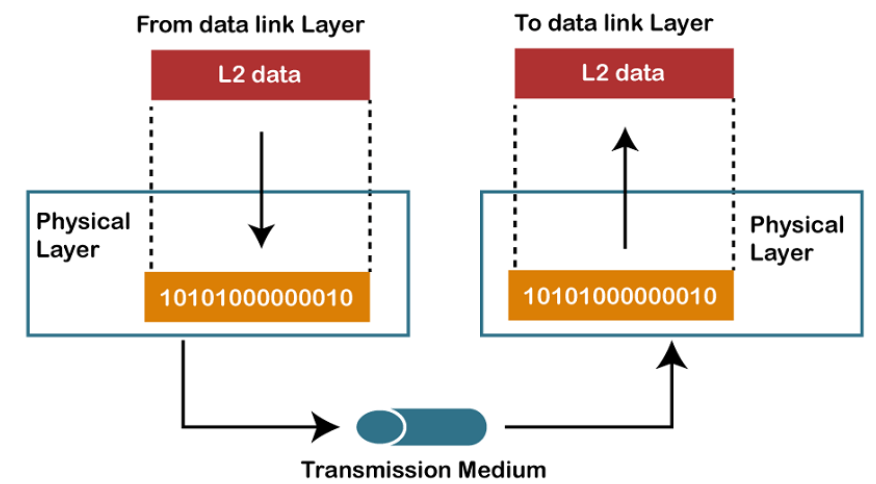 From data link Layer
To data link Layer
L2 data
L2 data
Physical
Layer
Physical
Layer
10101000000010
10101000000010
Transmission Medium